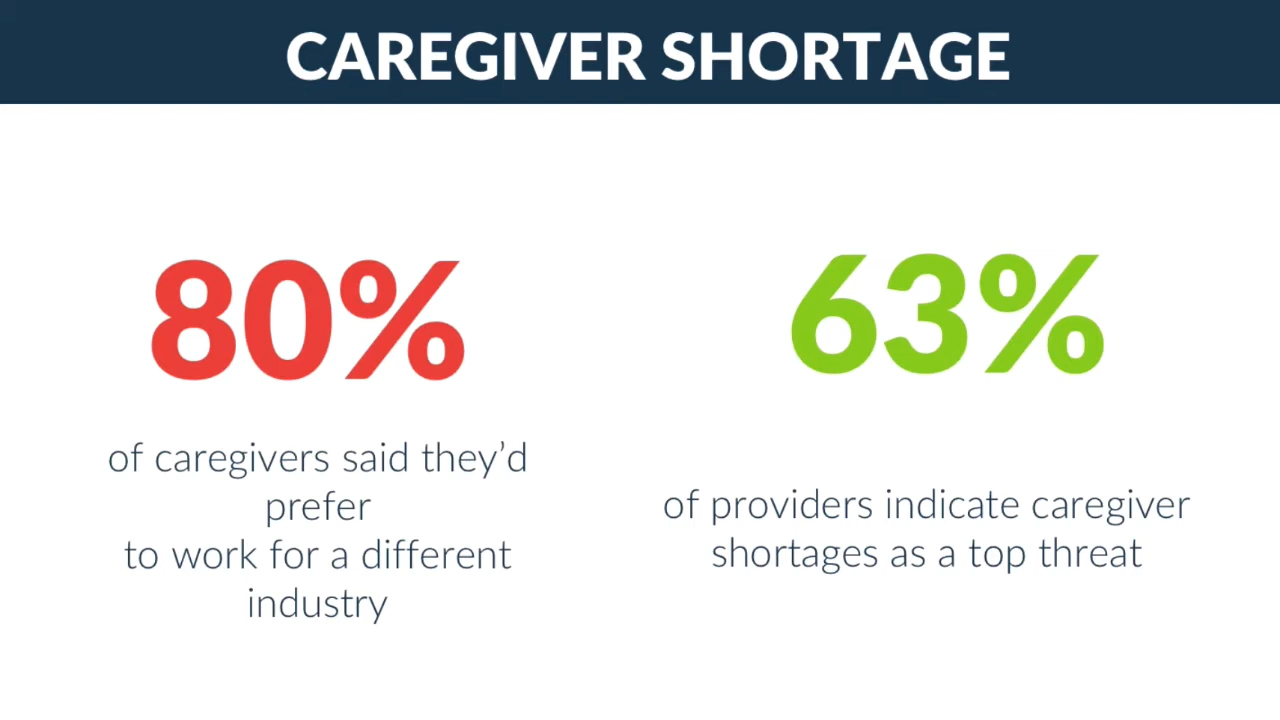 CAREGIVER SHORTAGE
80%
of caregivers said they’d
prefer
to work for a different
industry
63%
of providers indicate caregiver
shortages as a top threat